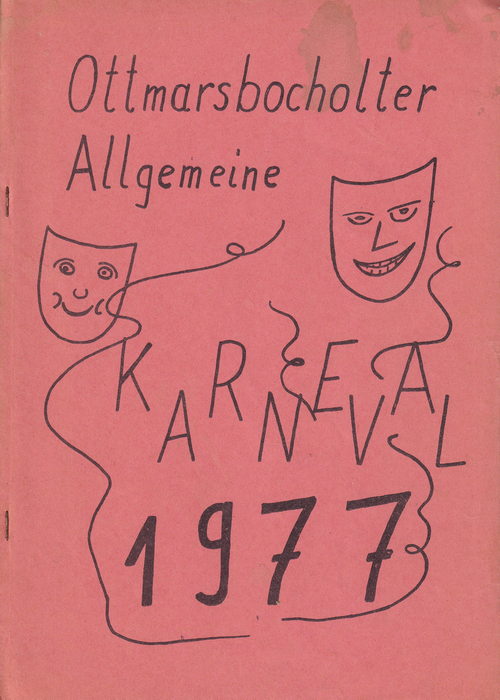 Ottmarsbocholter
Allgemeine
KARNEVAL
1977